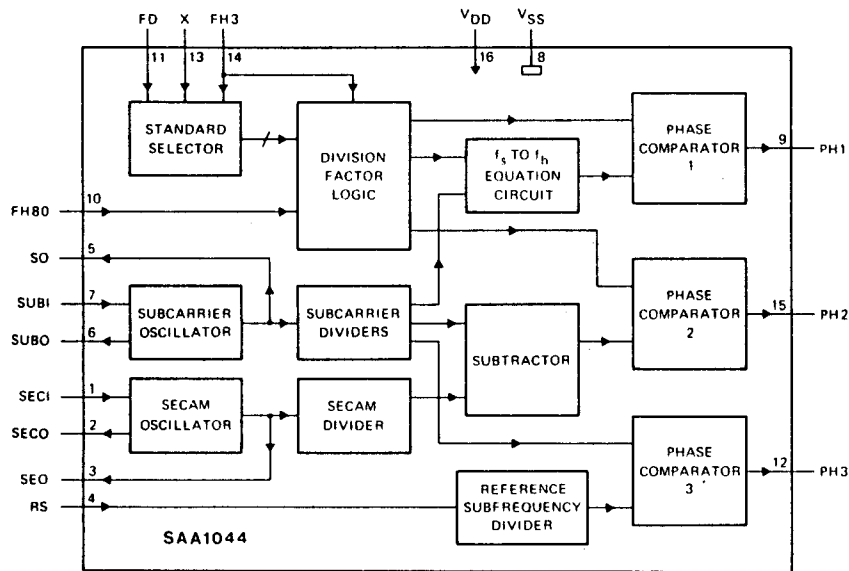 FD X FH3 VDD VSS
11 13 14 16 8
STANDARD
SELECTOR
DIVISION
FACTOR
LOGIC
fs TO fh
EQUATION
CIRCUIT
PHASE
COMPARATOR
1
9 PH1
FH80 10
SO 5
SUBI 7
SUBO 6
SUBCARRIER
OSCILLATOR
SUBCARRIER
DIVIDERS
SUBTRACTOR
PHASE
COMPARATOR
2
15 PH2
SECI 1
SECO 2
SECAM
OSCILLATOR
SECAM
DIVIDER
SEO 3
RS 4
REFERENCE
SUBFREQUENCY
DIVIDER
PHASE
COMPARATOR
3
12 PH3
SAA1044